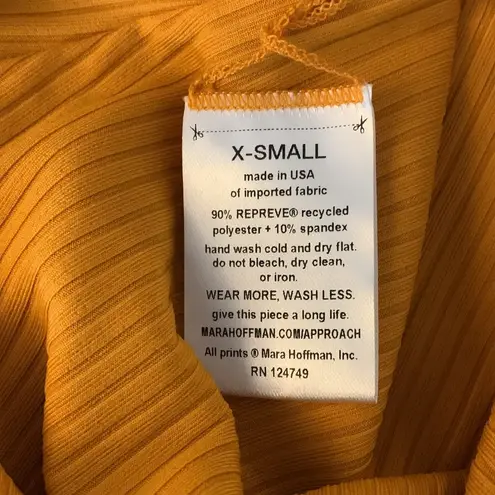 X-SMALL
made in USA
of imported fabric
90% REPREVE® recycled
polyester + 10% spandex
hand wash cold and dry flat.
do not bleach, dry clean,
or iron.
WEAR MORE, WASH LESS.
give this piece a long life.
MARAHOFFMAN.COM/APPROACH
All prints ® Mara Hoffman, Inc.
RN 124749